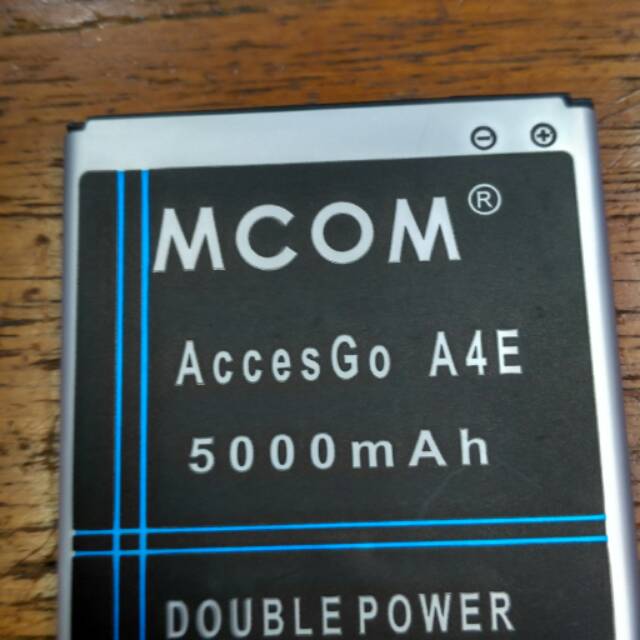 ⊖ ⊕
MCOM®
AccesGo A4E
5000mAh
DOUBLE POWER